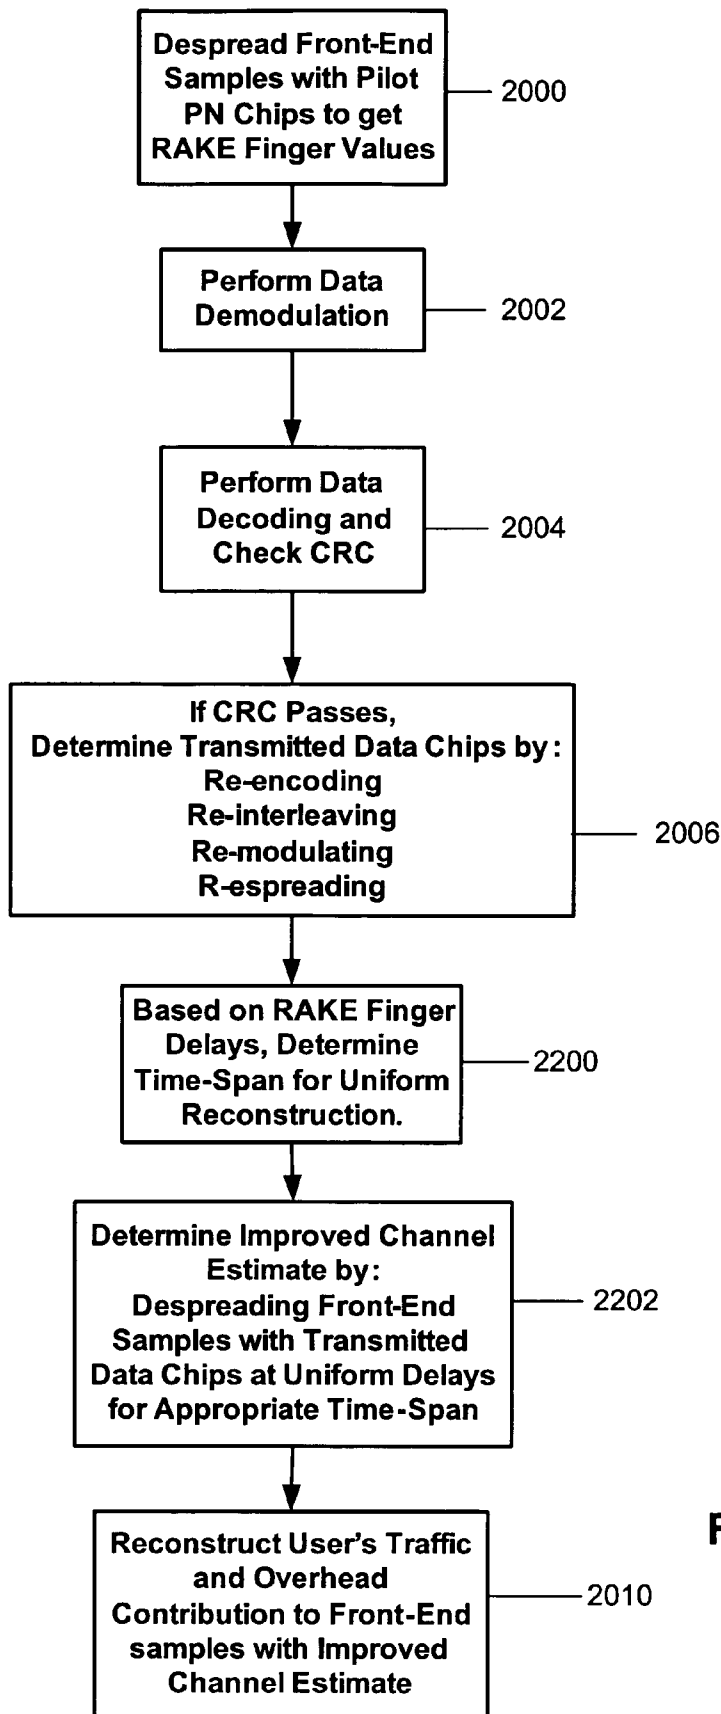 Despread Front-End
Samples with Pilot
PN Chips to get
RAKE Finger Values
2000
Perform Data
Demodulation
2002
Perform Data
Decoding and
Check CRC
2004
If CRC Passes,
Determine Transmitted Data Chips by:
Re-encoding
Re-interleaving
Re-modulating
R-espreading
2006
Based on RAKE Finger
Delays, Determine
Time-Span for Uniform
Reconstruction.
2200
Determine Improved Channel
Estimate by:
Despreading Front-End
Samples with Transmitted
Data Chips at Uniform Delays
for Appropriate Time-Span
2202
Reconstruct User's Traffic
and Overhead
Contribution to Front-End
samples with Improved
Channel Estimate
2010